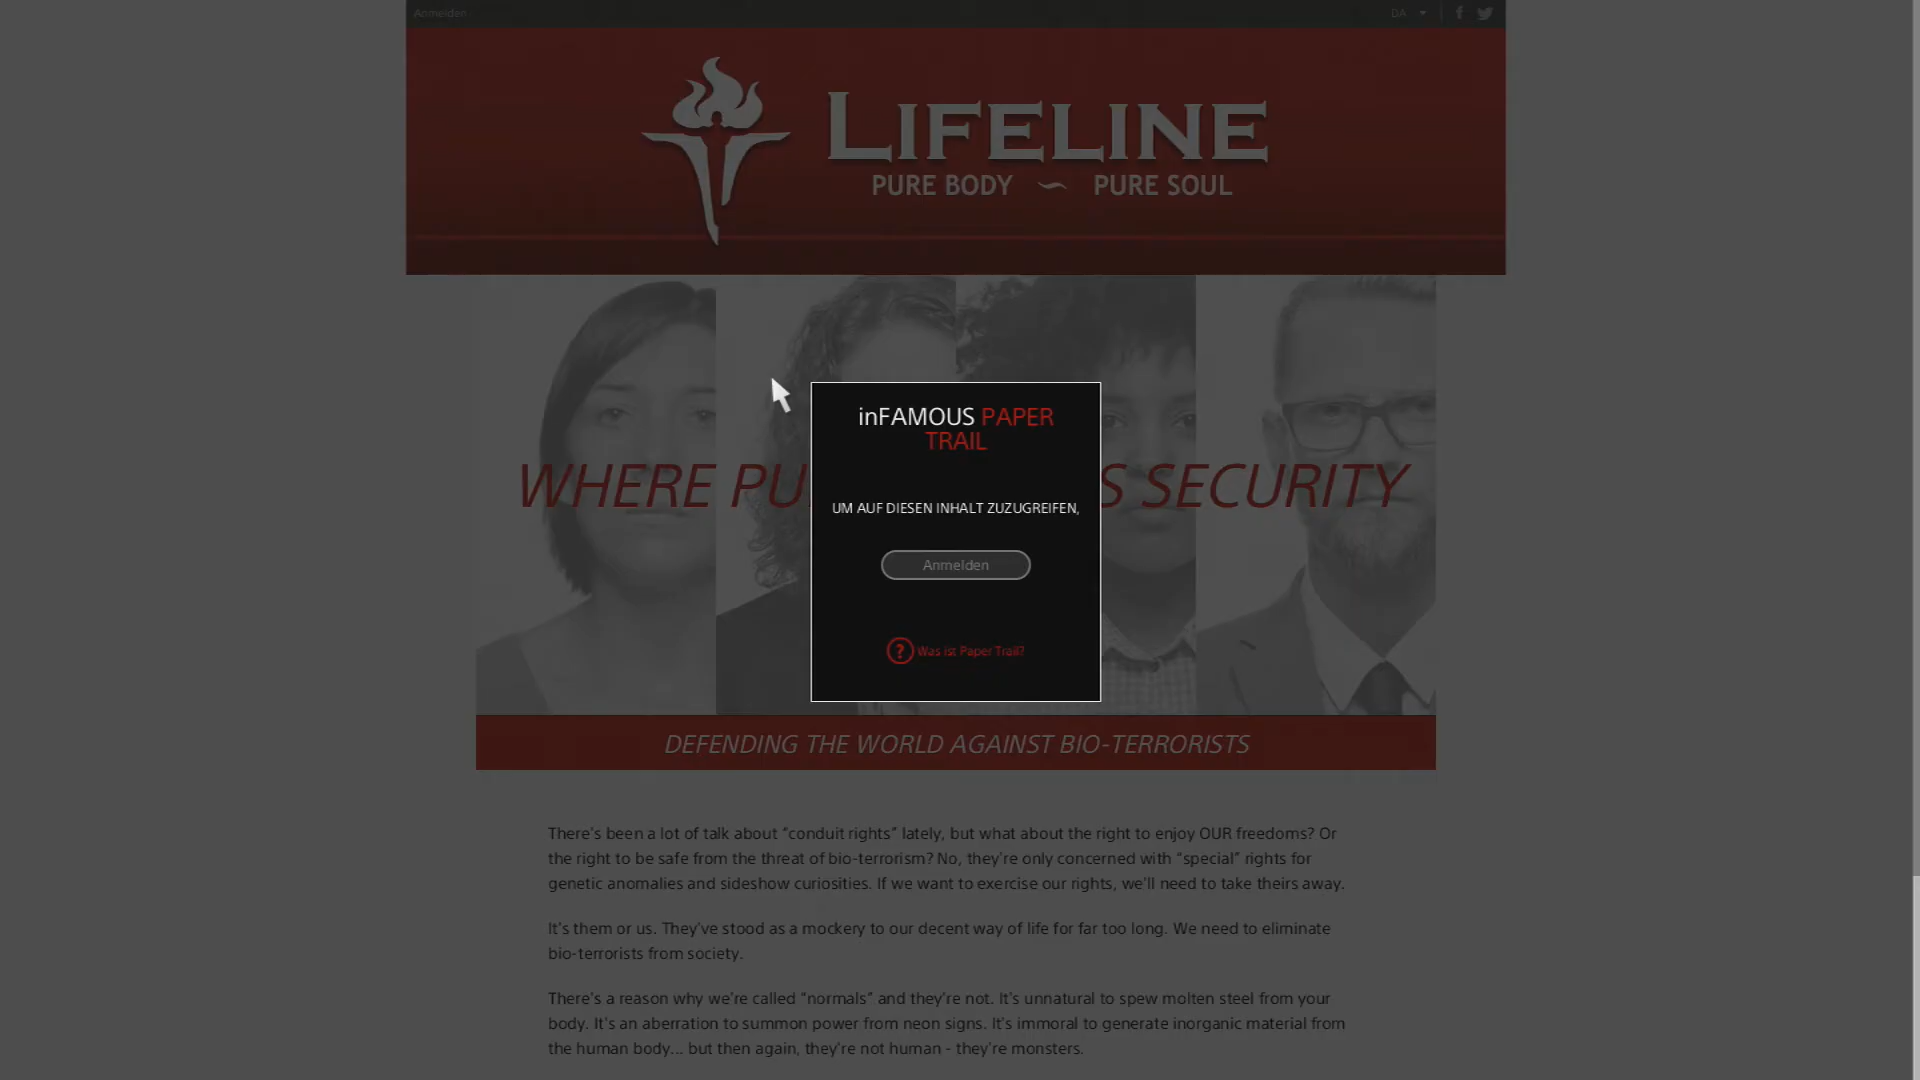 Anmelden
DA
LIFELINE
PURE BODY ~ PURE SOUL
inFAMOUS PAPER
TRAIL
WHERE PU
S SECURITY
UM AUF DIESEN INHALT ZUZUGREIFEN,
Anmelden
? Was ist Paper Trail?
DEFENDING THE WORLD AGAINST BIO-TERRORISTS
There's been a lot of talk about “conduit rights” lately, but what about the right to enjoy OUR freedoms? Or
the right to be safe from the threat of bio-terrorism? No, they're only concerned with “special” rights for
genetic anomalies and sideshow curiosities. If we want to exercise our rights, we'll need to take theirs away.
It's them or us. They've stood as a mockery to our decent way of life for far too long. We need to eliminate
bio-terrorists from society.
There's a reason why we're called “normals” and they're not. It's unnatural to spew molten steel from your
body. It's an aberration to summon power from neon signs. It's immoral to generate inorganic material from
the human body... but then again, they're not human - they're monsters.